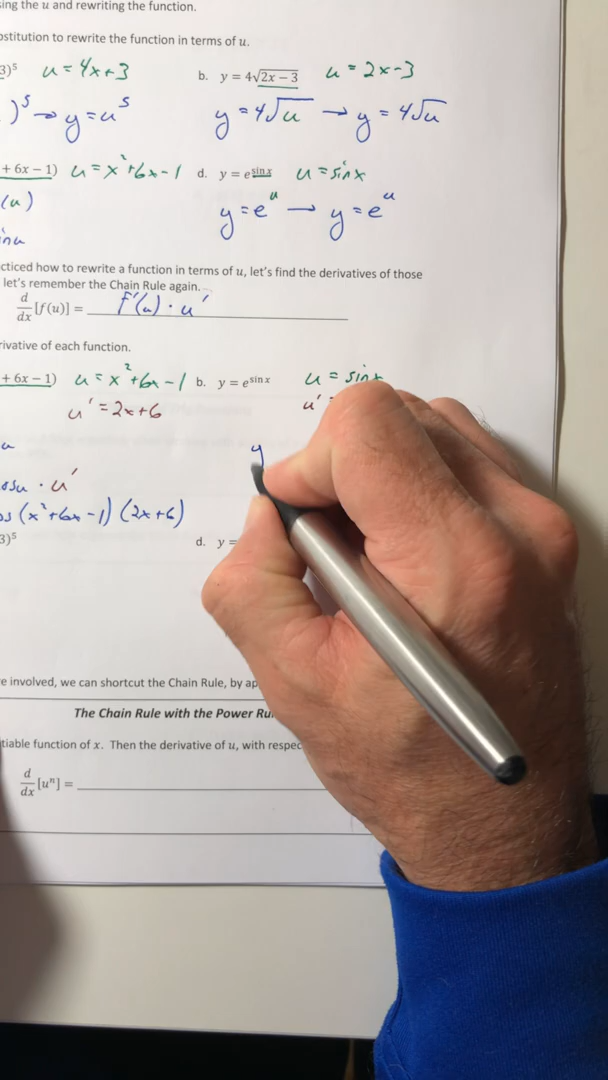 ing the u and rewriting the function.
ostitution to rewrite the function in terms of u.
3)⁵ u = 4x+3 b. y = 4√(2x − 3) u = 2x-3
)⁵ → y = u⁵ y = 4√u → y = 4√u
+ 6x − 1) u = x²+6x-1 d. y = e^(sin x) u = sinx
(u) y = e^u → y = e^u
inu
cticed how to rewrite a function in terms of u, let's find the derivatives of those
let's remember the Chain Rule again.
d/dx [f(u)] = f'(u) · u'
rivative of each function.
+ 6x − 1) u = x²+6x-1 b. y = e^(sin x) u = sinx
u' = 2x+6 u' =
u y
osu · u'
os (x²+6x-1) (2x+6)
3)⁵ d. y =
e involved, we can shortcut the Chain Rule, by ap
The Chain Rule with the Power Ru
tiable function of x. Then the derivative of u, with respec
d/dx [uⁿ] =